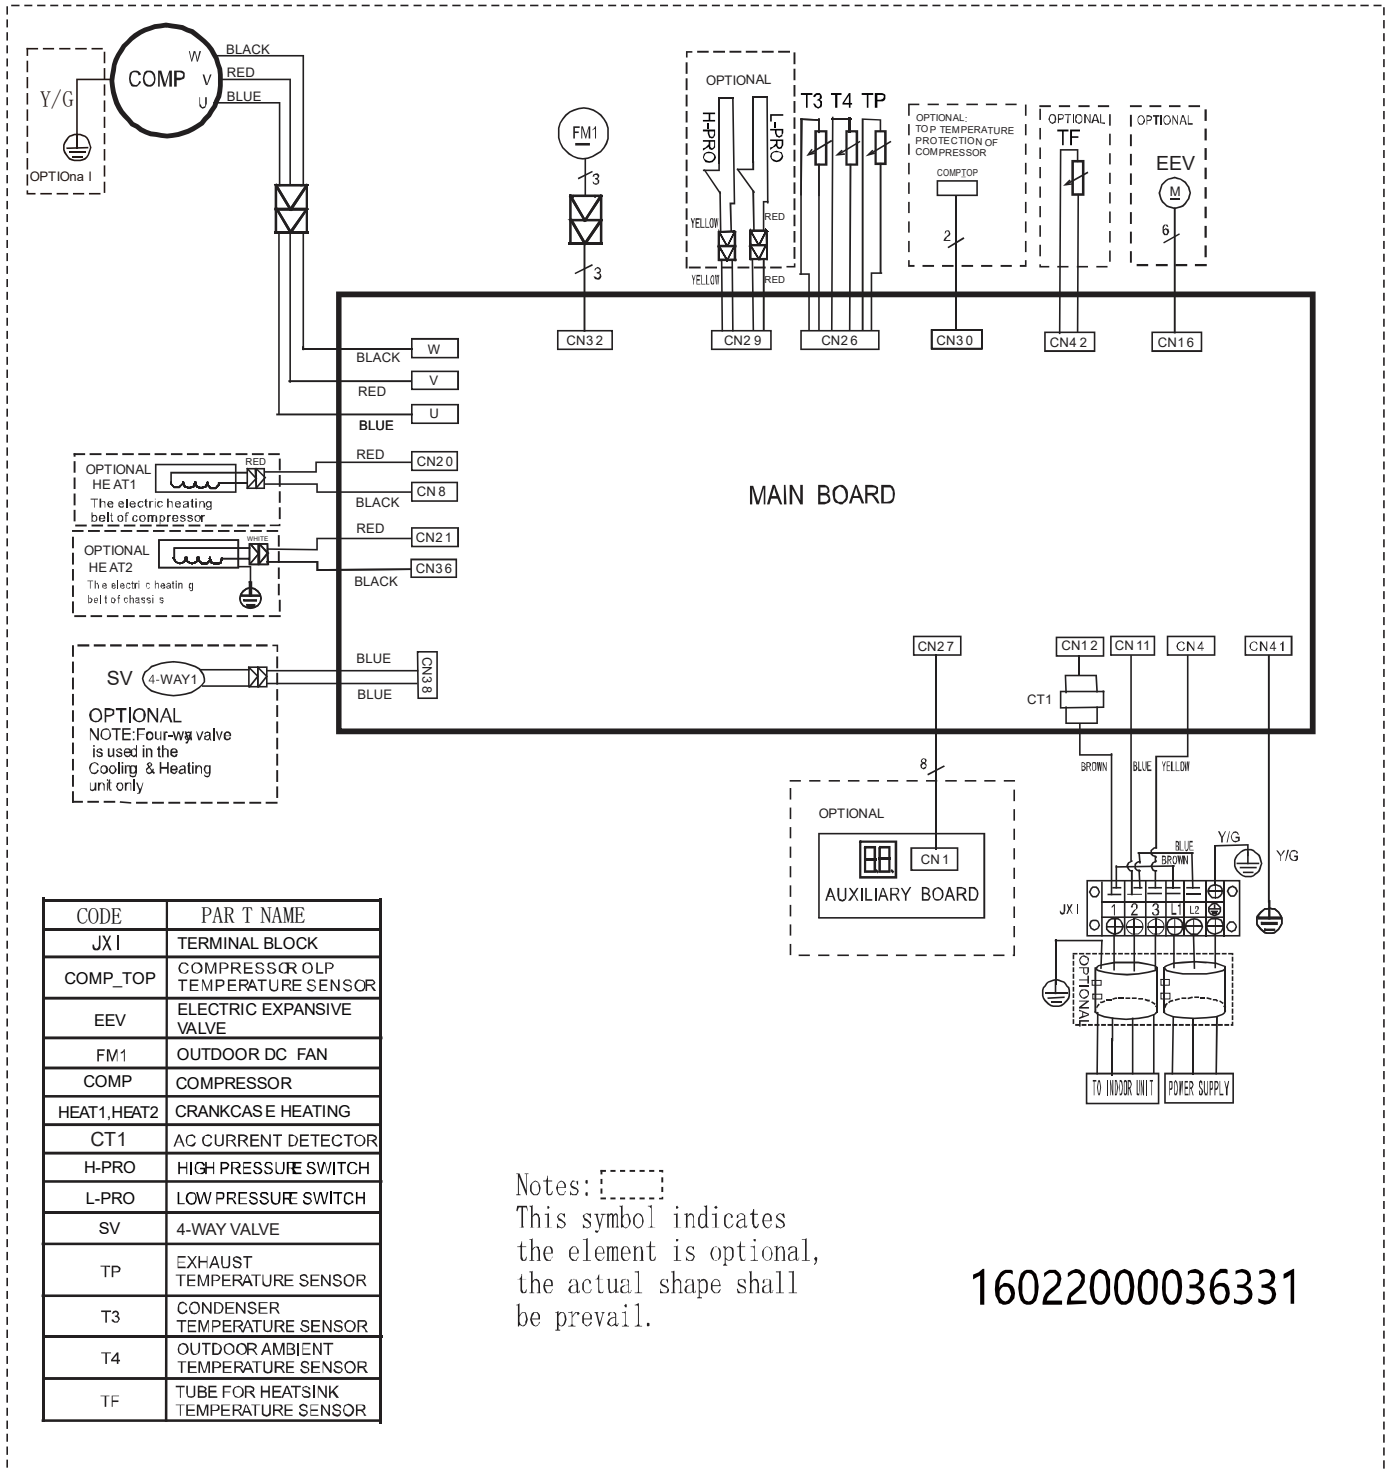 Y/G
OPTIOna l
COMP
W
V
U
BLACK
RED
BLUE
FM1
3
3
OPTIONAL
H-PRO
L-PRO
YELLOW
RED
YELLOW
RED
T3 T4 TP
OPTIONAL:
TOP TEMPERATURE
PROTECTION OF
COMPRESSOR
COMPTOP
2
OPTIONAL
TF
OPTIONAL
EEV
M
6
CN32
CN29
CN26
CN30
CN42
CN16
BLACK
W
RED
V
BLUE
U
OPTIONAL
HEAT1
The electric heating
belt of compressor
RED
RED
CN20
BLACK
CN8
OPTIONAL
HEAT2
The electri c heatin g
belt of chassi s
WHITE
RED
CN21
BLACK
CN36
MAIN BOARD
SV
4-WAY1
OPTIONAL
NOTE:Four-wa valve
is used in the
Cooling & Heating
unit only
BLUE
BLUE
CN38
CN27
CN12
CN11
CN4
CN41
CT1
8
BROWN
BLUE
YELLOW
OPTIONAL
CN1
AUXILIARY BOARD
BLUE
BROWN
Y/G
Y/G
JX I
1 2 3 L1 L2
OPTIONAL
TO INDOOR UNIT
POWER SUPPLY
CODE PAR T NAME
JX I TERMINAL BLOCK
COMP_TOP COMPRESSOR OLP
TEMPERATURE SENSOR
EEV ELECTRIC EXPANSIVE
VALVE
FM1 OUTDOOR DC FAN
COMP COMPRESSOR
HEAT1,HEAT2 CRANKCASE HEATING
CT1 AC CURRENT DETECTOR
H-PRO HIGH PRESSURE SWITCH
L-PRO LOW PRESSURE SWITCH
SV 4-WAY VALVE
TP EXHAUST
TEMPERATURE SENSOR
T3 CONDENSER
TEMPERATURE SENSOR
T4 OUTDOOR AMBIENT
TEMPERATURE SENSOR
TF TUBE FOR HEATSINK
TEMPERATURE SENSOR
Notes:
This symbol indicates
the element is optional,
the actual shape shall
be prevail.
16022000036331